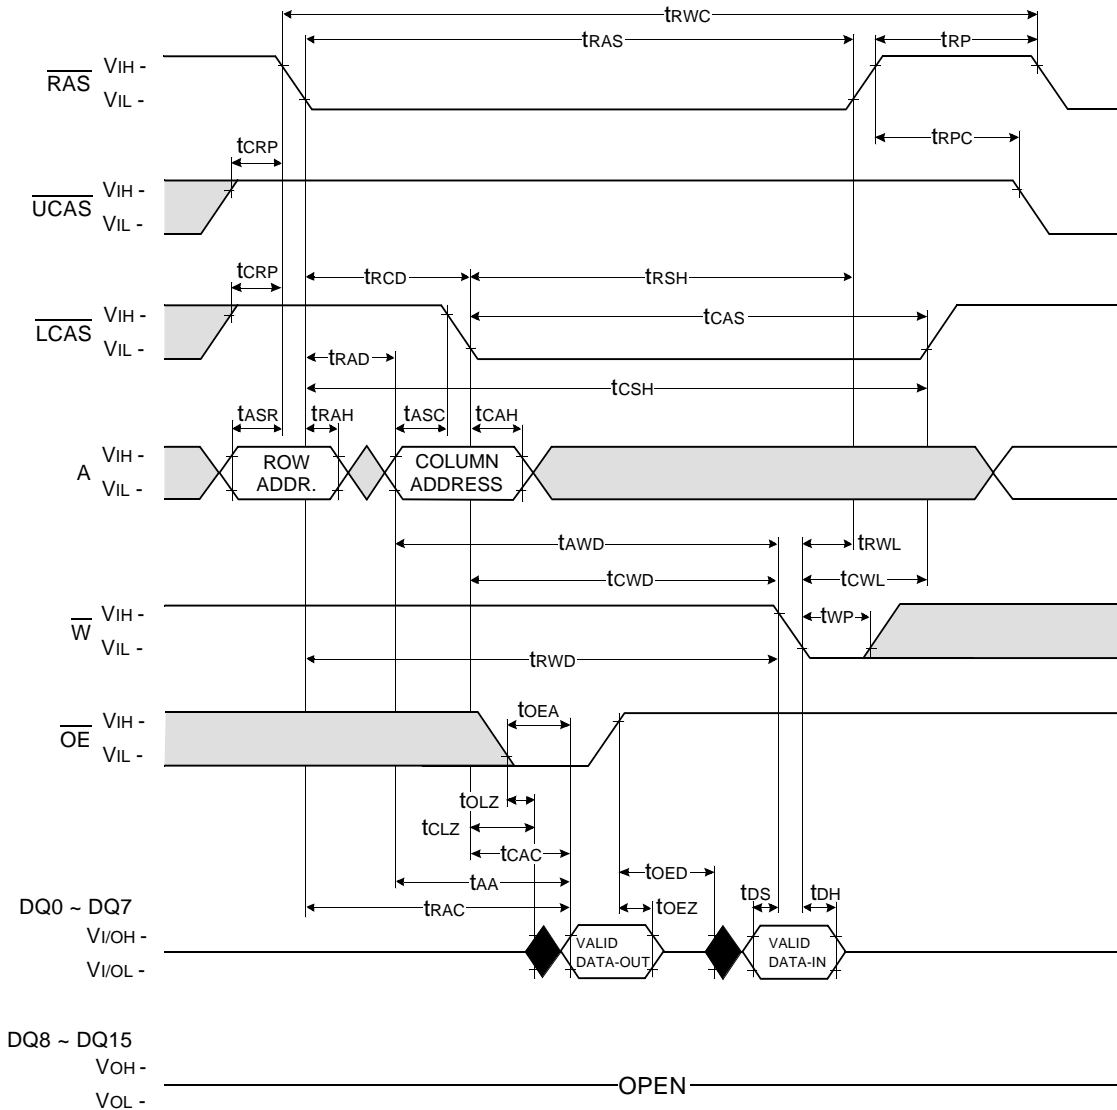 tRWC
tRAS
tRP
RAS
VIH -
VIL -
tRPC
tCRP
UCAS
VIH -
VIL -
tCRP
tRCD
tRSH
LCAS
VIH -
VIL -
tCAS
tRAD
tCSH
tASR
tRAH
tASC
tCAH
A
VIH -
VIL -
ROW
ADDR.
COLUMN
ADDRESS
tAWD
tRWL
tCWD
tCWL
W
VIH -
VIL -
tWP
tRWD
OE
VIH -
VIL -
tOEA
tOLZ
tCLZ
tCAC
tOED
tAA
tOEZ
tDS
tDH
tRAC
DQ0 ~ DQ7
VI/OH -
VI/OL -
VALID
DATA-OUT
VALID
DATA-IN
DQ8 ~ DQ15
VOH -
VOL -
OPEN